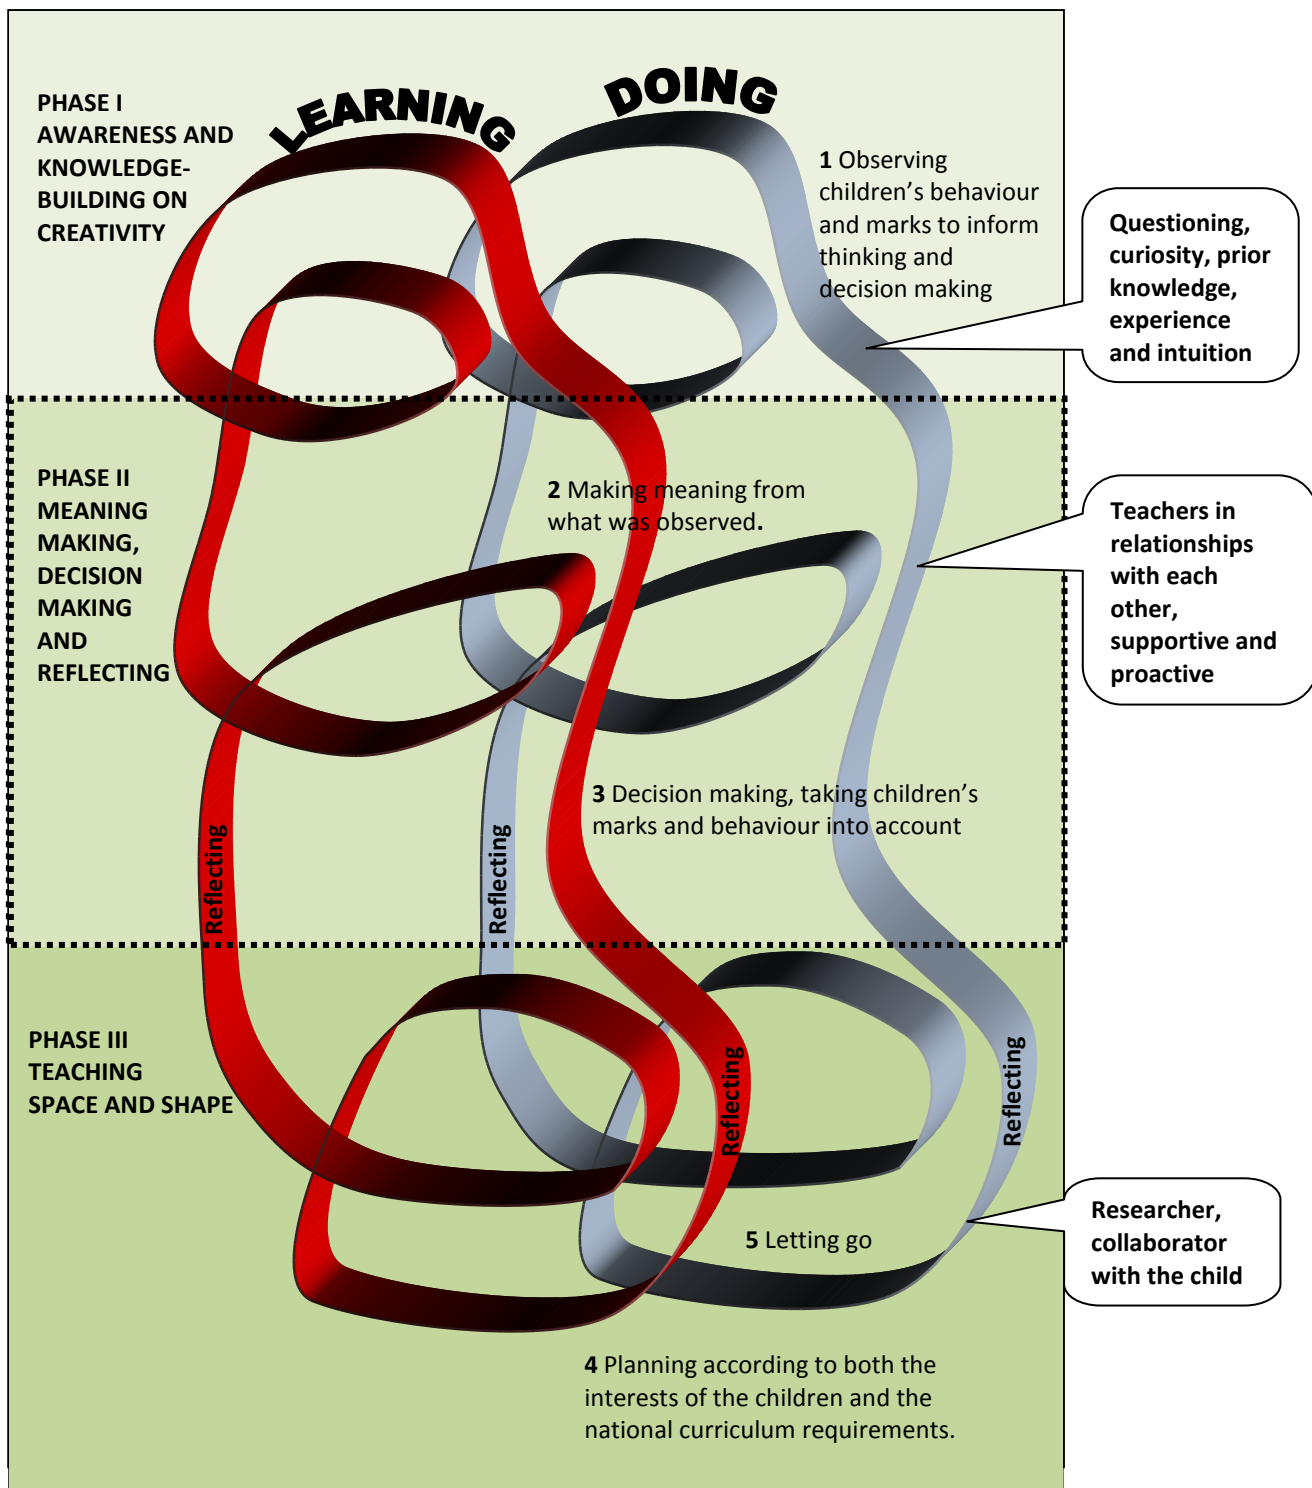 LEARNING
DOING
PHASE I
AWARENESS AND
KNOWLEDGE-
BUILDING ON
CREATIVITY
1 Observing
children’s behaviour
and marks to inform
thinking and
decision making
Questioning,
curiosity, prior
knowledge,
experience
and intuition
PHASE II
MEANING
MAKING,
DECISION
MAKING
AND
REFLECTING
2 Making meaning from
what was observed.
Teachers in
relationships
with each
other,
supportive and
proactive
3 Decision making, taking children’s
marks and behaviour into account
Reflecting
Reflecting
PHASE III
TEACHING
SPACE AND SHAPE
Reflecting
Reflecting
5 Letting go
Researcher,
collaborator
with the child
4 Planning according to both the
interests of the children and the
national curriculum requirements.